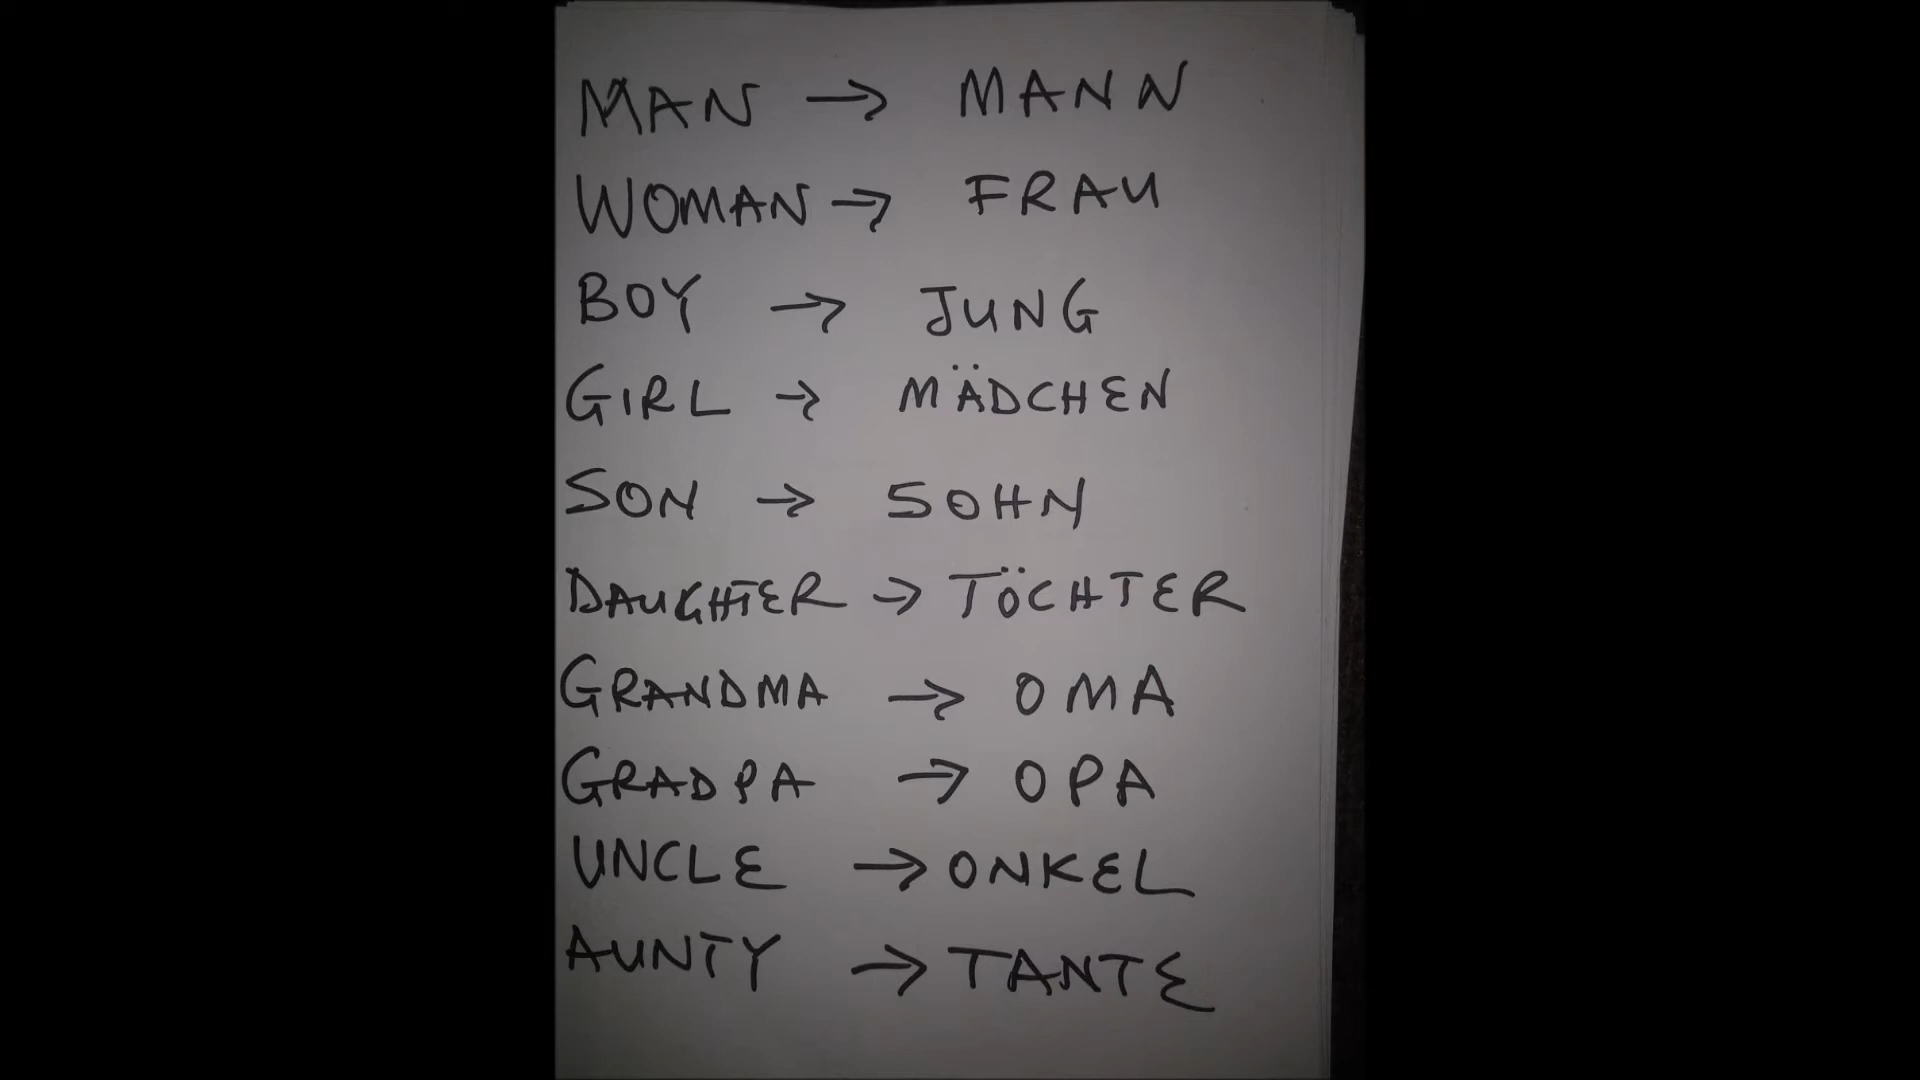 MAN → MANN
WOMAN → FRAU
BOY → JUNG
GIRL → MÄDCHEN
SON → SOHN
DAUGHTER → TÖCHTER
GRANDMA → OMA
GRADPA → OPA
UNCLE → ONKEL
AUNTY → TANTE